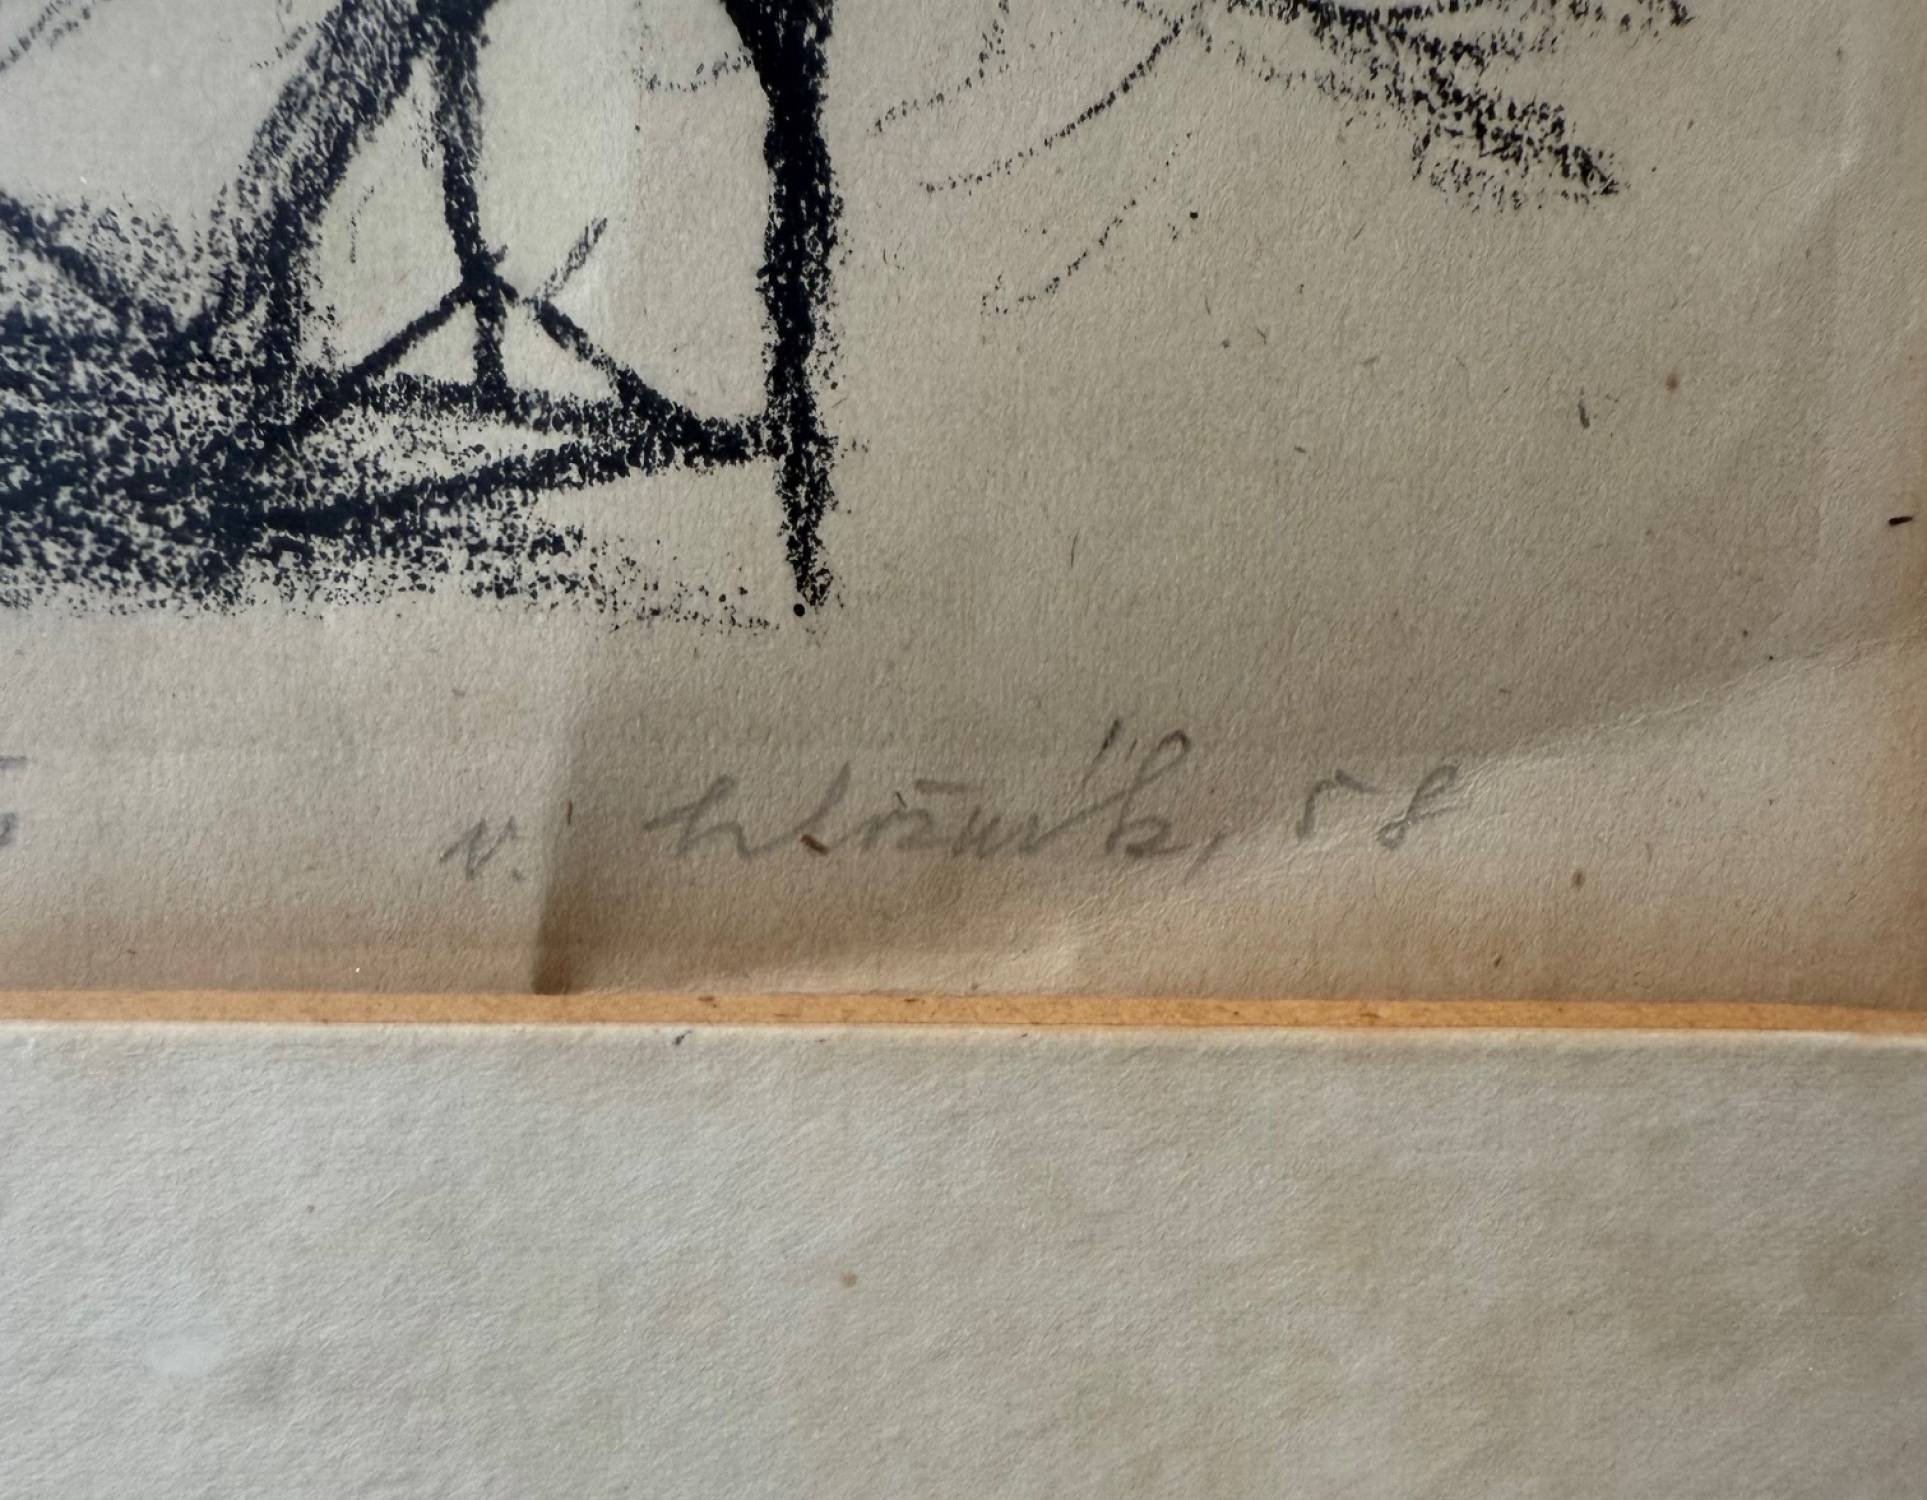 v. hložník, 58